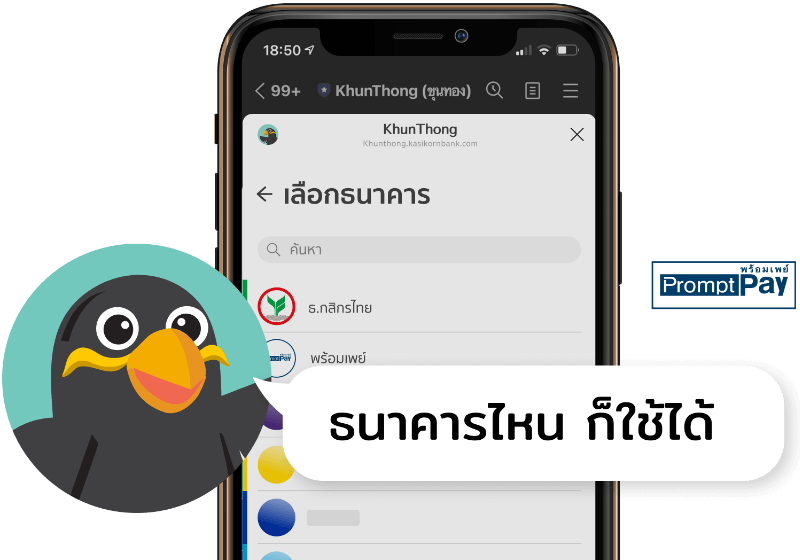 18:50
99+ KhunThong (ขุนทอง)
KhunThong
Khunthong.kasikornbank.com
เลือกธนาคาร
ค้นหา
ธ.กสิกรไทย
พร้อมเพย์
ธนาคารไหน ก็ใช้ได้
พร้อมเพย์
PromptPay